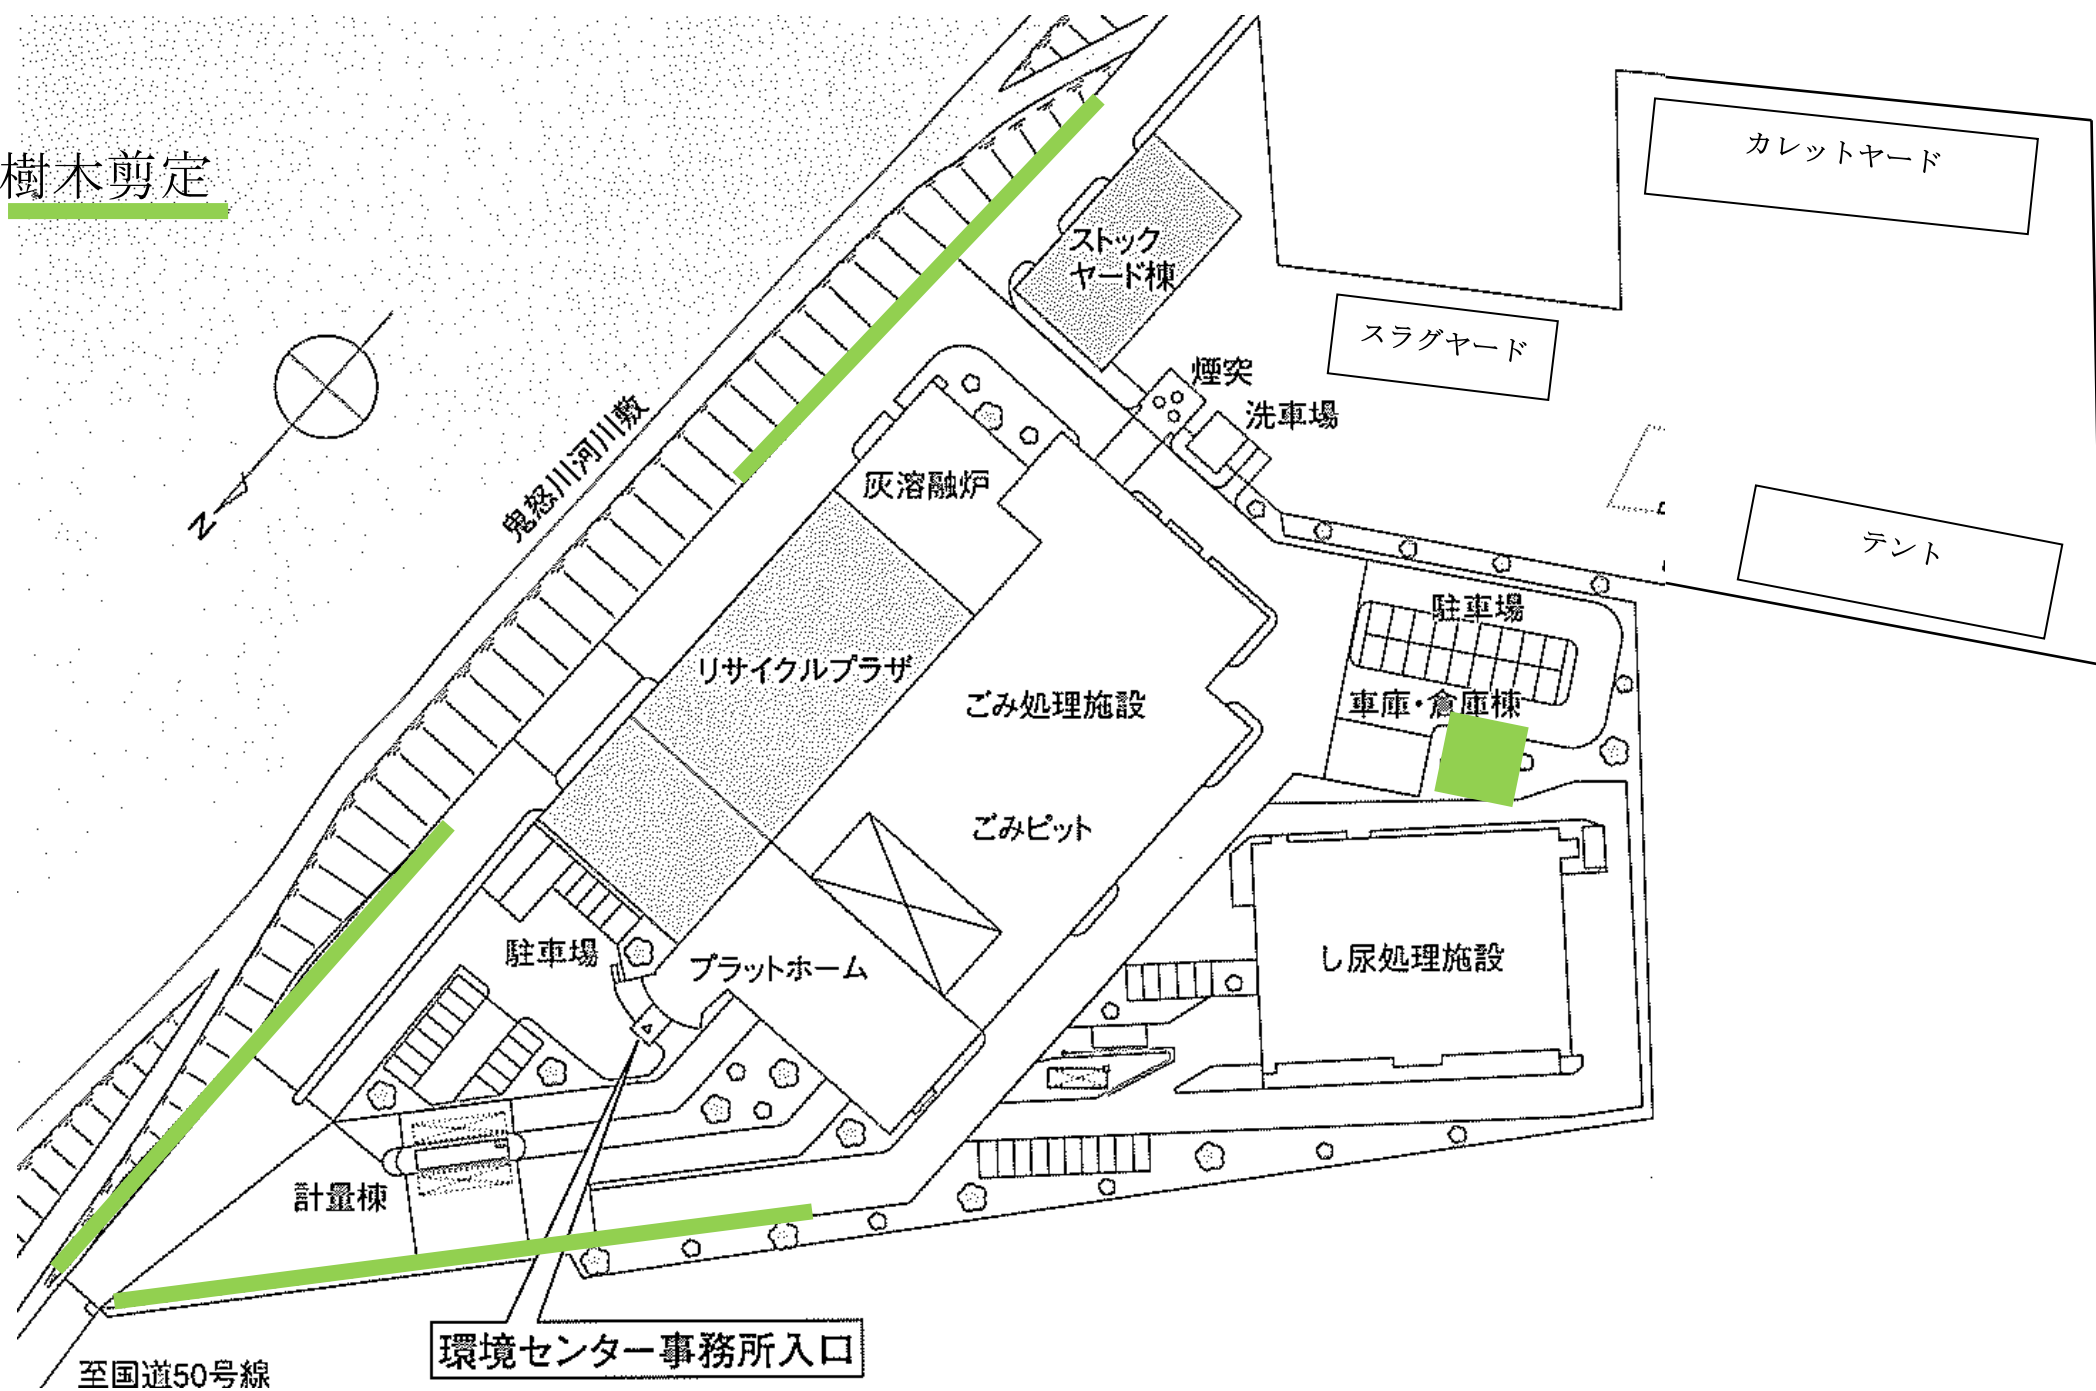 樹木剪定
カレットヤード
ストック
ヤード棟
スラグヤード
煙突
洗車場
鬼怒川河川敷
灰溶融炉
N
テント
駐車場
リサイクルプラザ
ごみ処理施設
車庫・倉庫棟
ごみピット
駐車場
プラットホーム
し尿処理施設
計量棟
環境センター事務所入口
至国道50号線